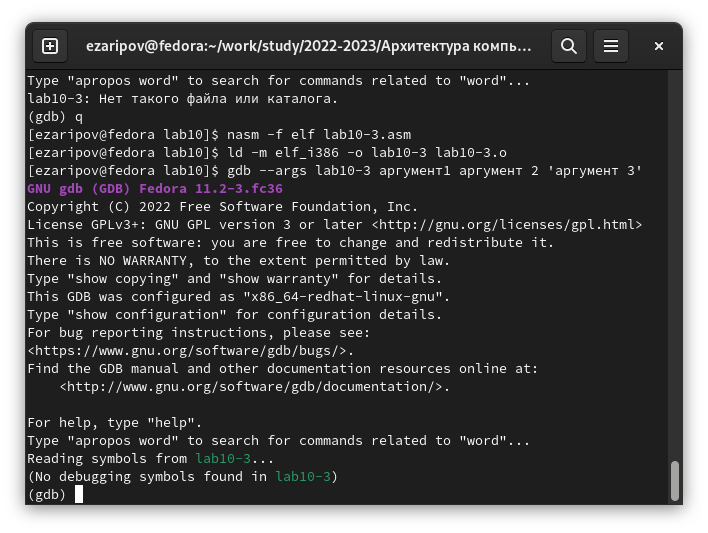 ezaripov@fedora:~/work/study/2022-2023/Архитектура компь…
Type "apropos word" to search for commands related to "word"...
lab10-3: Нет такого файла или каталога.
(gdb) q
[ezaripov@fedora lab10]$ nasm -f elf lab10-3.asm
[ezaripov@fedora lab10]$ ld -m elf_i386 -o lab10-3 lab10-3.o
[ezaripov@fedora lab10]$ gdb --args lab10-3 аргумент1 аргумент 2 'аргумент 3'
GNU gdb (GDB) Fedora 11.2-3.fc36
Copyright (C) 2022 Free Software Foundation, Inc.
License GPLv3+: GNU GPL version 3 or later <http://gnu.org/licenses/gpl.html>
This is free software: you are free to change and redistribute it.
There is NO WARRANTY, to the extent permitted by law.
Type "show copying" and "show warranty" for details.
This GDB was configured as "x86_64-redhat-linux-gnu".
Type "show configuration" for configuration details.
For bug reporting instructions, please see:
<https://www.gnu.org/software/gdb/bugs/>.
Find the GDB manual and other documentation resources online at:
    <http://www.gnu.org/software/gdb/documentation/>.

For help, type "help".
Type "apropos word" to search for commands related to "word"...
Reading symbols from lab10-3...
(No debugging symbols found in lab10-3)
(gdb)